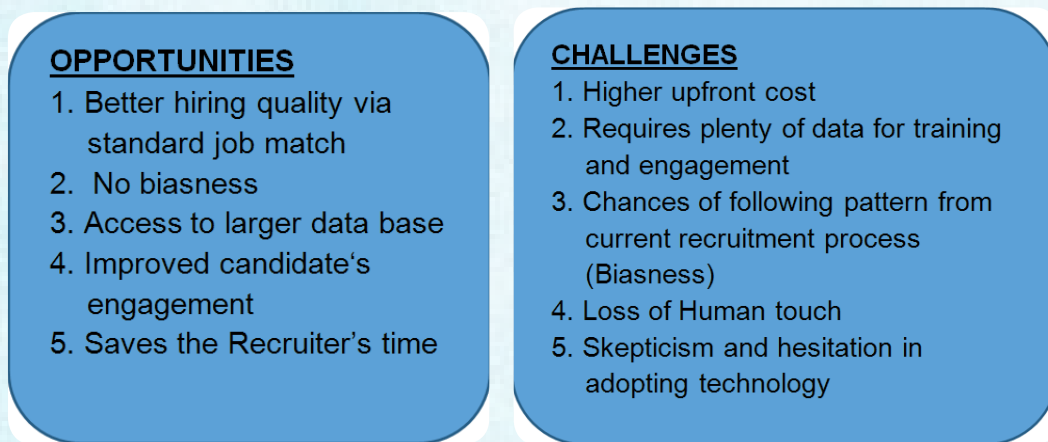 OPPORTUNITIES
1. Better hiring quality via
standard job match
2. No biasness
3. Access to larger data base
4. Improved candidate‘s
engagement
5. Saves the Recruiter’s time
CHALLENGES
1. Higher upfront cost
2. Requires plenty of data for training
and engagement
3. Chances of following pattern from
current recruitment process
(Biasness)
4. Loss of Human touch
5. Skepticism and hesitation in
adopting technology